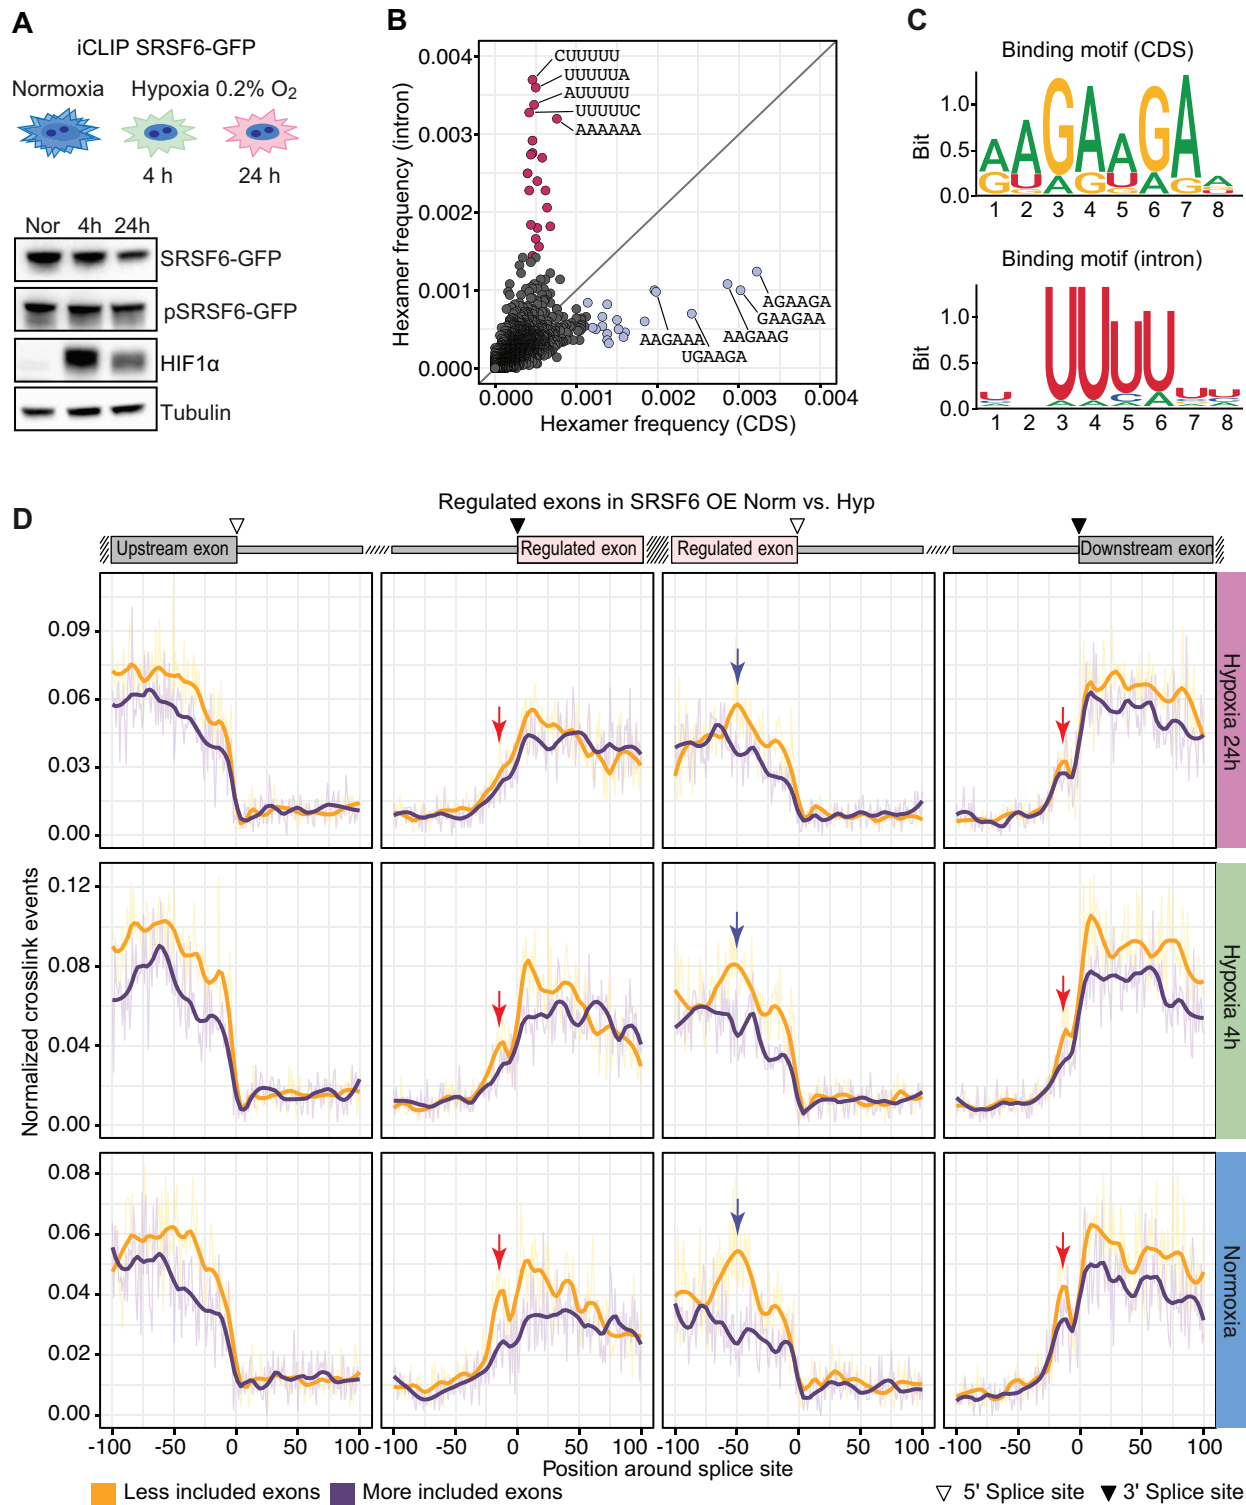 A
iCLIP SRSF6-GFP
Normoxia
Hypoxia 0.2% O2
4 h
24 h
Nor 4h 24h
SRSF6-GFP
pSRSF6-GFP
HIF1α
Tubulin
B
Hexamer frequency (intron)
0.004
0.003
0.002
0.001
0.000
CUUUUU
UUUUUA
AUUUUU
UUUUUC
AAAAAA
AGAAGA
GAAGAA
AAGAAG
AAGAAA
UGAAGA
0.000 0.001 0.002 0.003 0.004
Hexamer frequency (CDS)
C
Binding motif (CDS)
Bit
1.0
0.5
0.0
A A G A A G A A
G U A G U A G
1 2 3 4 5 6 7 8
Binding motif (intron)
Bit
1.0
0.5
0.0
U U U U U U U
A A C A
1 2 3 4 5 6 7 8
D
Regulated exons in SRSF6 OE Norm vs. Hyp
Upstream exon
Regulated exon
Regulated exon
Downstream exon
Normalized crosslink events
0.09
0.06
0.03
0.00
Hypoxia 24h
0.12
0.08
0.04
0.00
Hypoxia 4h
0.08
0.06
0.04
0.02
0.00
Normoxia
-100 -50 0 50 100 -100 -50 0 50 100 -100 -50 0 50 100 -100 -50 0 50 100
Position around splice site
Less included exons
More included exons
5' Splice site
3' Splice site